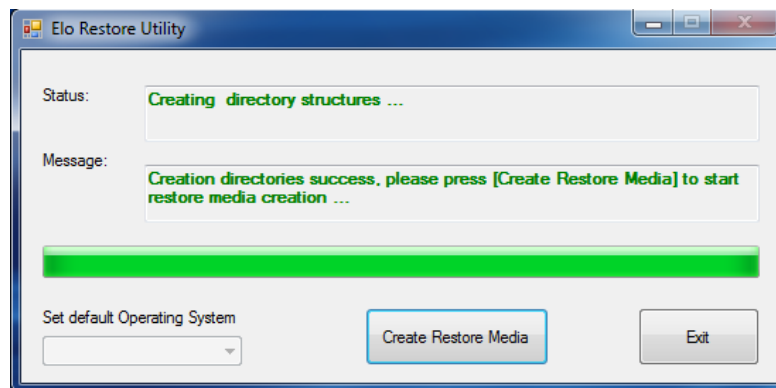 Elo Restore Utility
Status:
Creating directory structures ...
Message:
Creation directories success, please press [Create Restore Media] to start
restore media creation ...
Set default Operating System
Create Restore Media
Exit